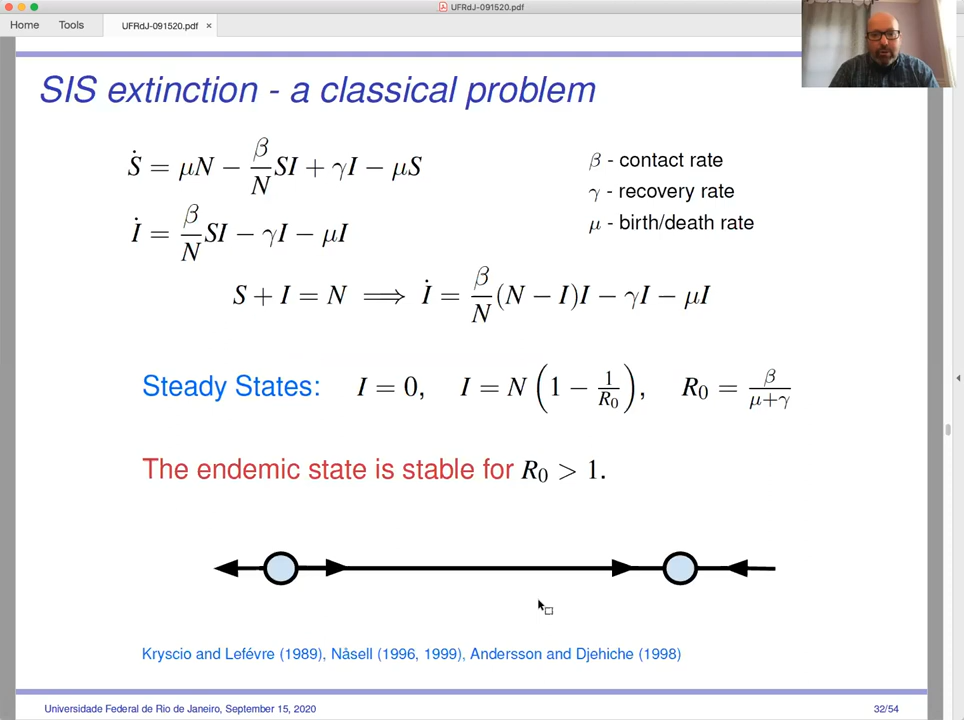 UFRdJ-091520.pdf
Home Tools UFRdJ-091520.pdf ×
SIS extinction - a classical problem
Ṡ = μN − β/N SI + γI − μS
β - contact rate
γ - recovery rate
μ - birth/death rate
İ = β/N SI − γI − μI
S + I = N ⟹ İ = β/N (N − I)I − γI − μI
Steady States: I = 0, I = N (1 − 1/R₀), R₀ = β/μ+γ
The endemic state is stable for R₀ > 1.
Kryscio and Lefévre (1989), Nåsell (1996, 1999), Andersson and Djehiche (1998)
Universidade Federal de Rio de Janeiro, September 15, 2020 32/54